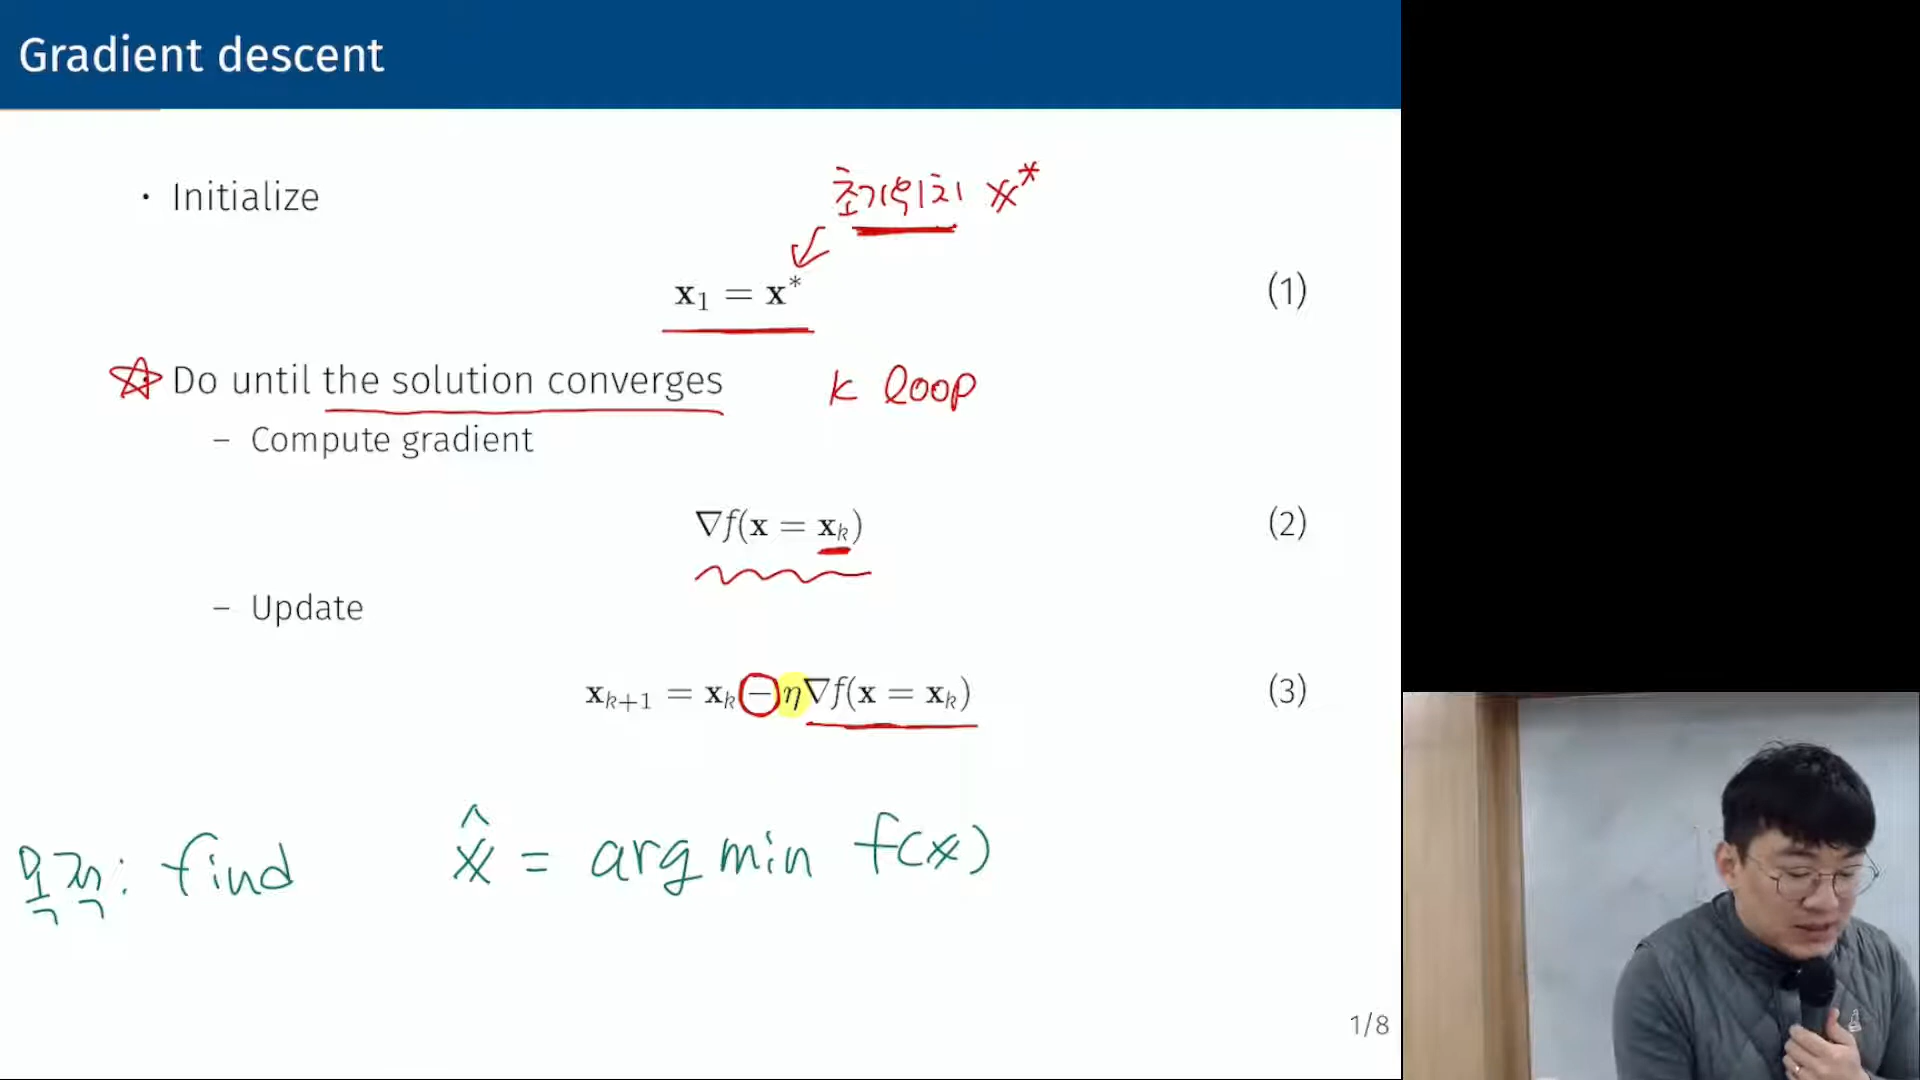 Gradient descent
• Initialize
초기위치 x*
x₁ = x* (1)
☆ Do until the solution converges K loop
– Compute gradient
∇f(x = xₖ) (2)
– Update
xₖ₊₁ = xₖ − η∇f(x = xₖ) (3)
목적: find x̂ = arg min f(x)
1/8